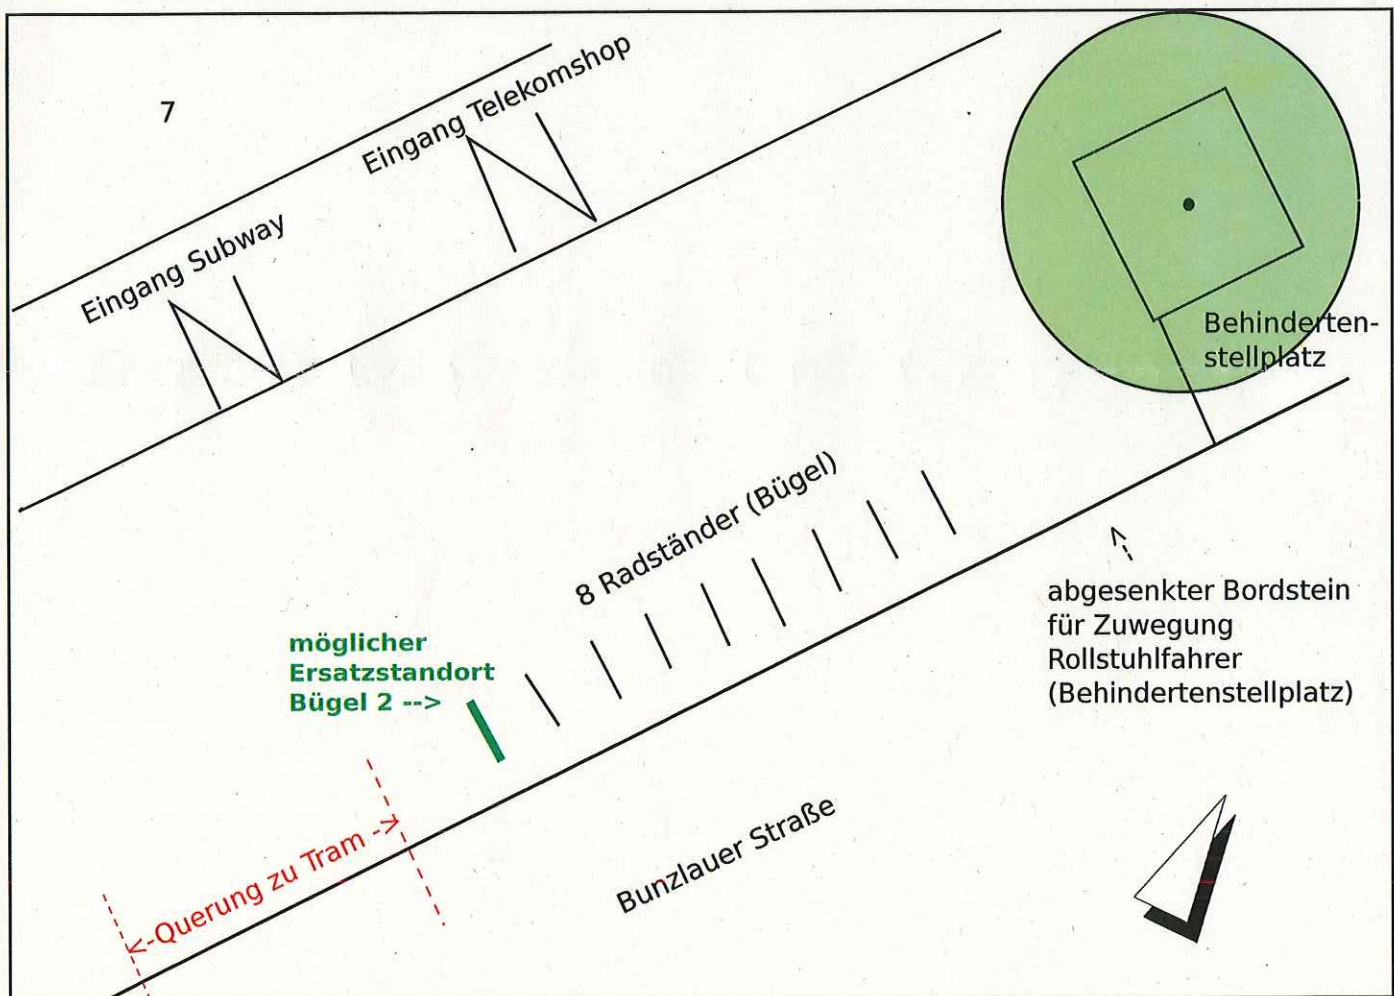 7
Eingang Telekomshop
Eingang Subway
Behinderten-
stellplatz
8 Radständer (Bügel)
abgesenkter Bordstein
für Zuwegung
Rollstuhlfahrer
(Behindertenstellplatz)
möglicher
Ersatzstandort
Bügel 2 -->
<-Querung zu Tram ->
Bunzlauer Straße